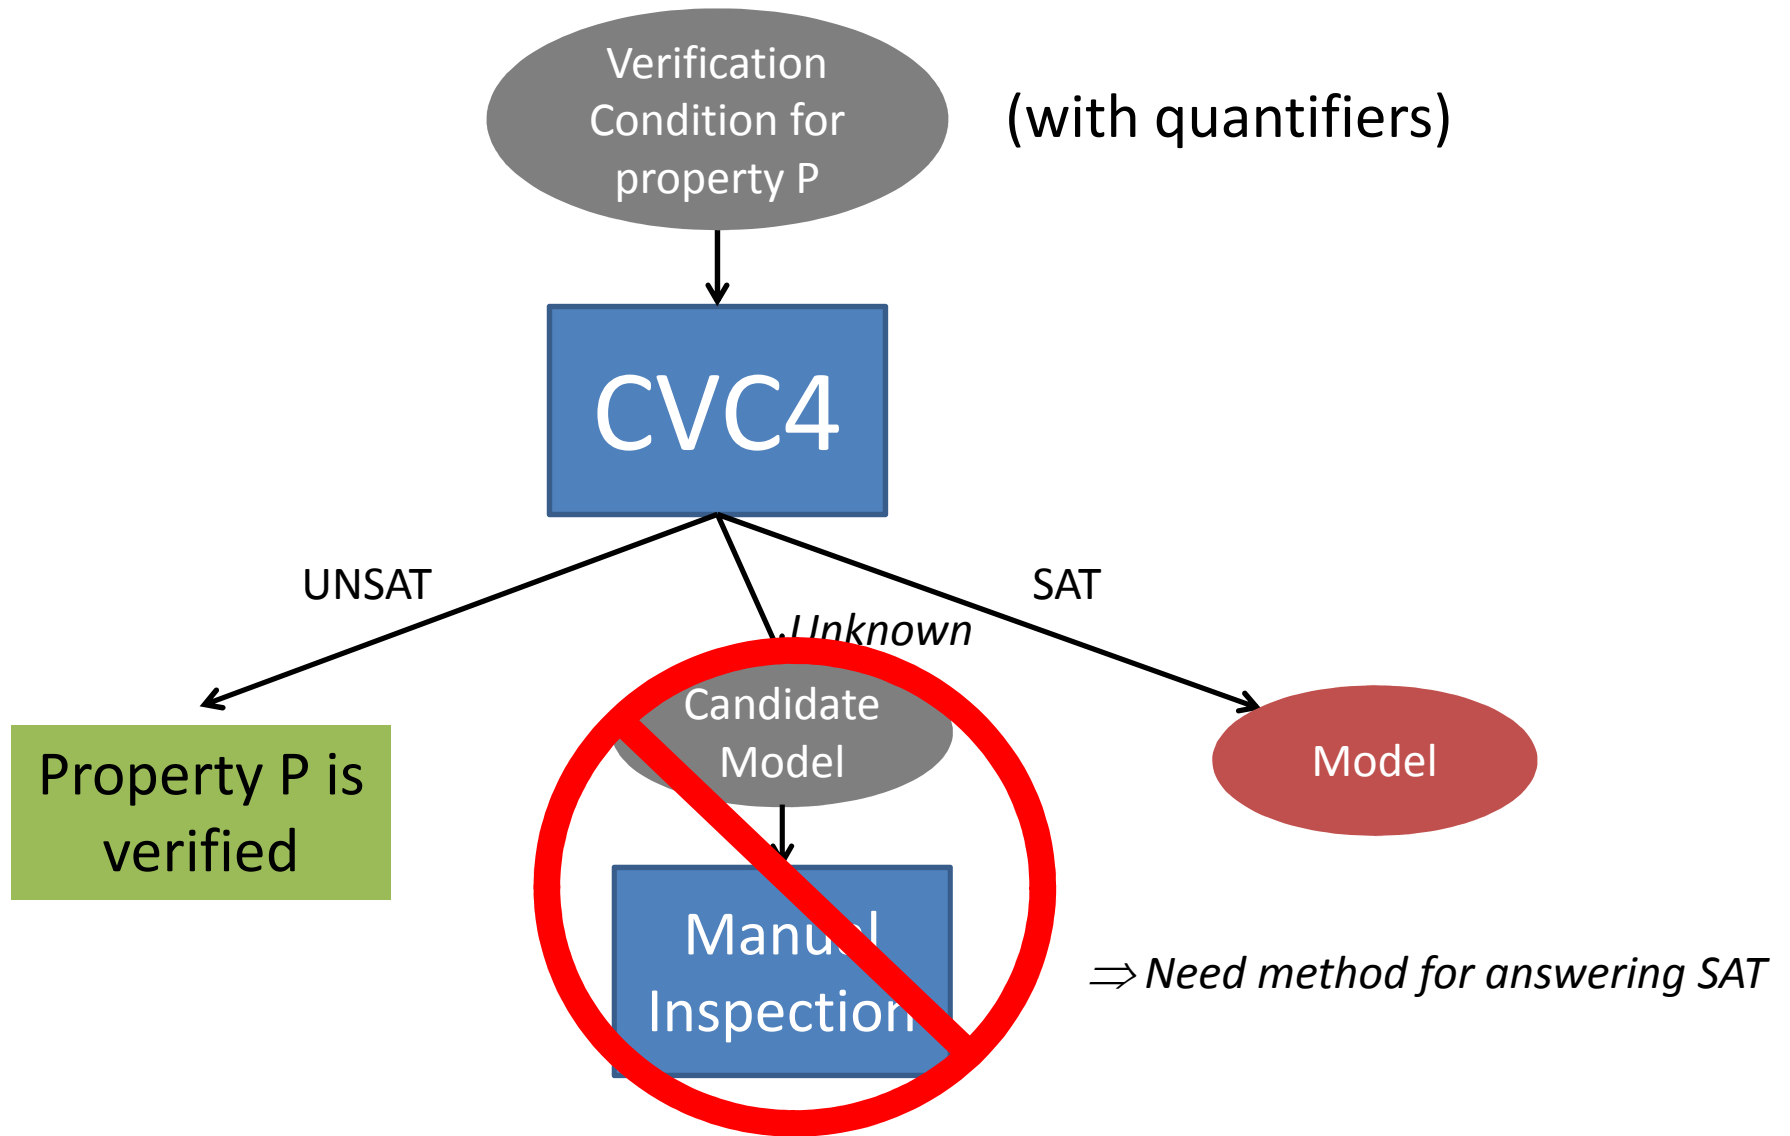 Verification
Condition for
property P
(with quantifiers)
CVC4
UNSAT
SAT
Unknown
Candidate
Model
Model
Property P is
verified
Manual
Inspection
⇒ Need method for answering SAT